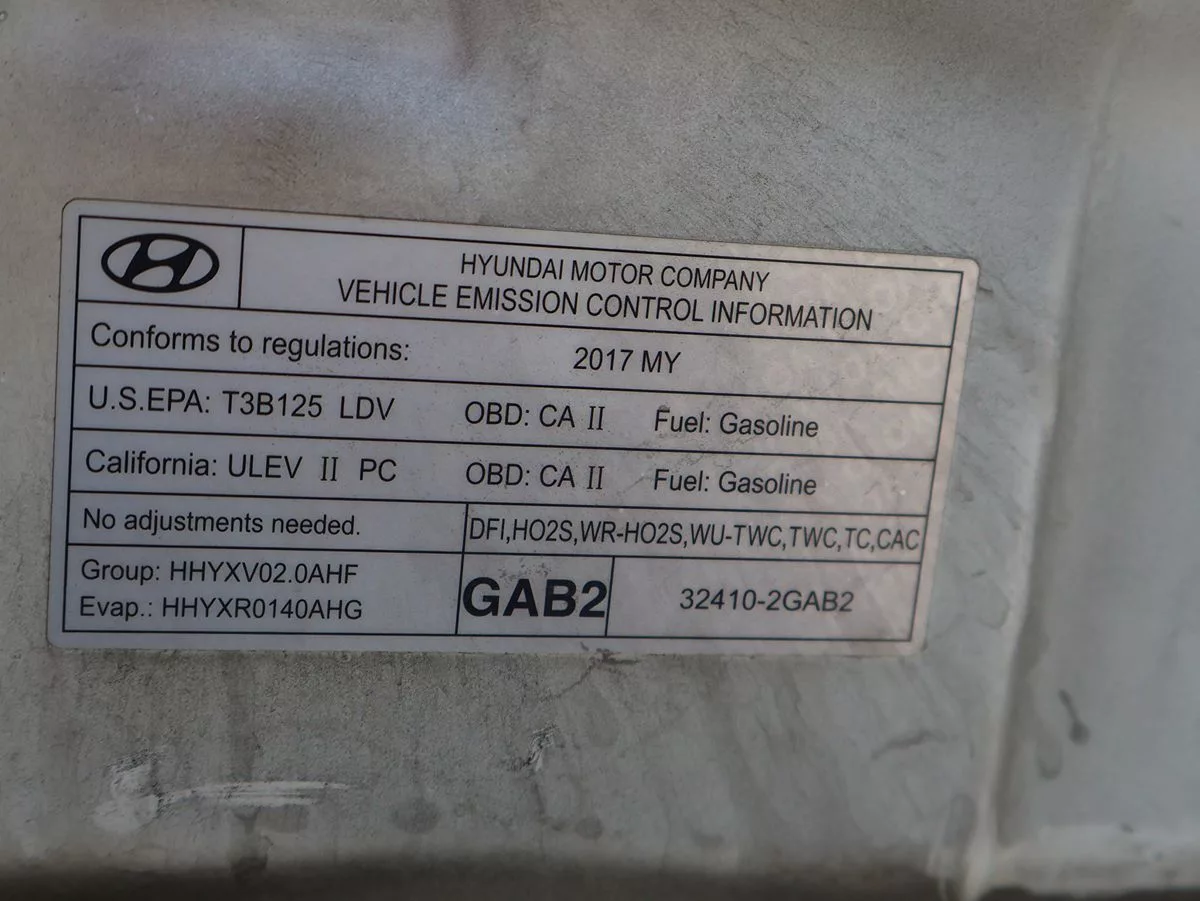 HYUNDAI MOTOR COMPANY
VEHICLE EMISSION CONTROL INFORMATION
Conforms to regulations: 2017 MY
U.S.EPA: T3B125 LDV OBD: CA II Fuel: Gasoline
California: ULEV II PC OBD: CA II Fuel: Gasoline
No adjustments needed. DFI,HO2S,WR-HO2S,WU-TWC,TWC,TC,CAC
Group: HHYXV02.0AHF
Evap.: HHYXR0140AHG
GAB2 32410-2GAB2